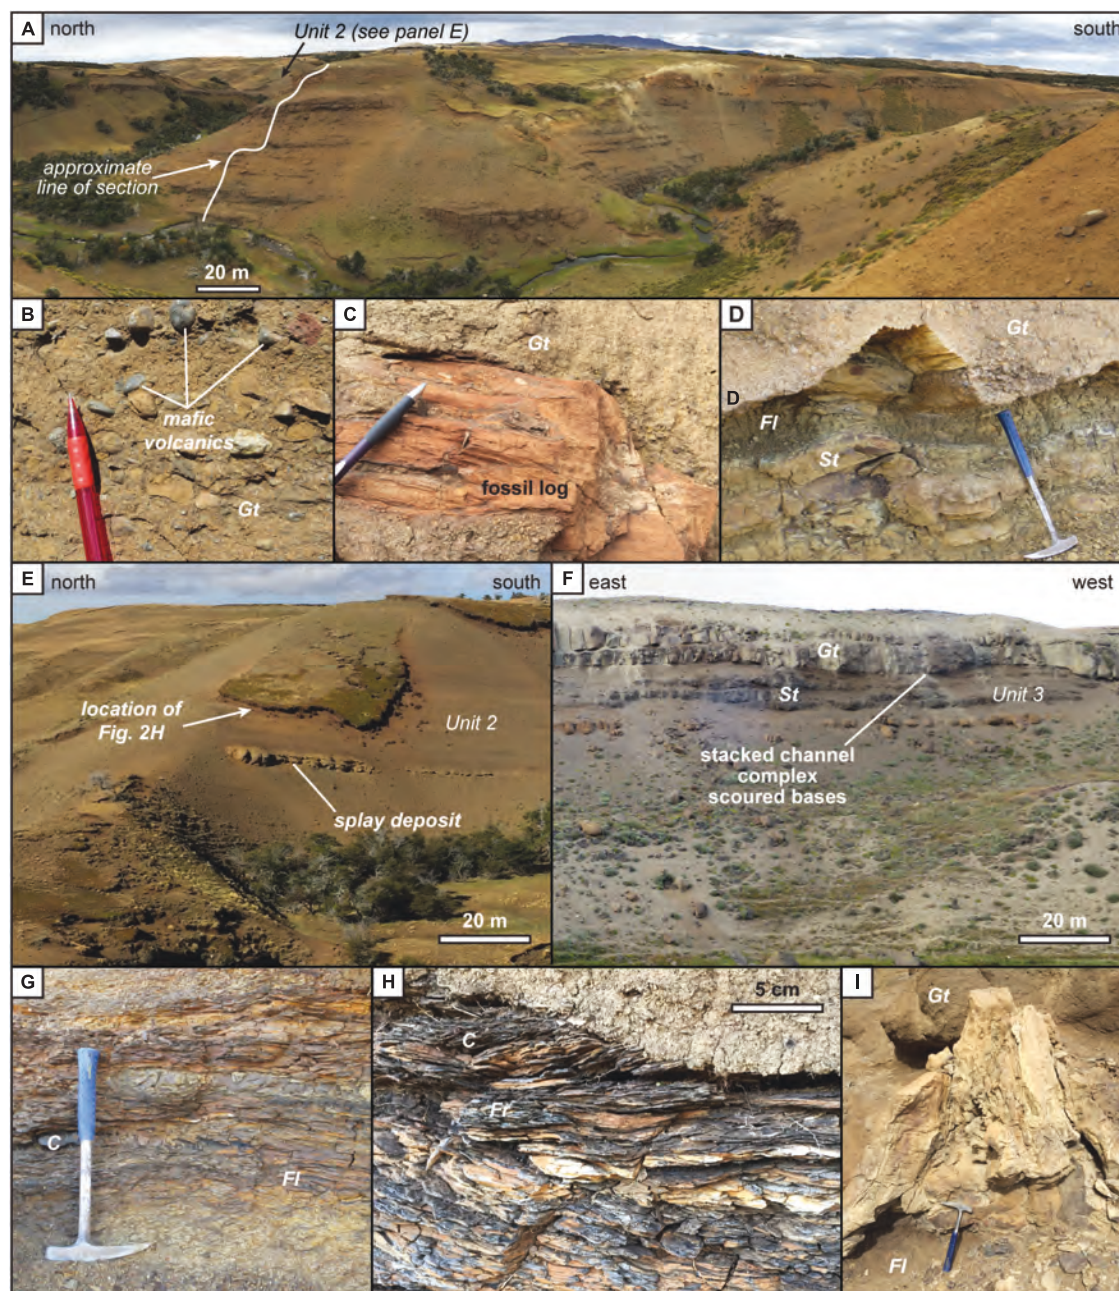 A north
Unit 2 (see panel E)
south
approximate
line of section
20 m
B
mafic
volcanics
Gt
C
Gt
fossil log
D
Gt
D
Fl
St
E north
south
location of
Fig. 2H
Unit 2
splay deposit
20 m
F east
west
Gt
St
Unit 3
stacked channel
complex
scoured bases
20 m
G
C
Fl
H
5 cm
C
Fr
I
Gt
Fl